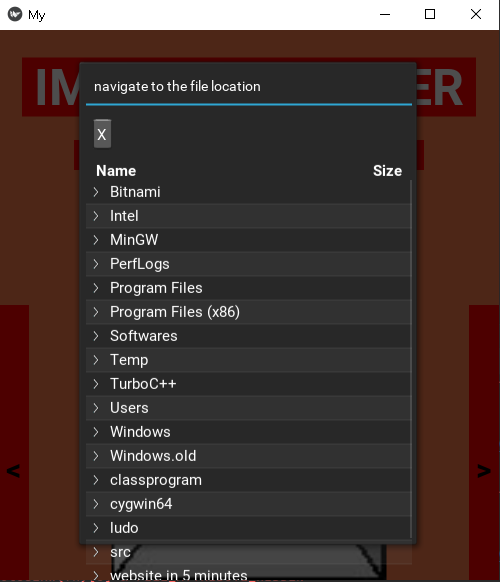 My
IM
ER
navigate to the file location
X
Name Size
Bitnami
Intel
MinGW
PerfLogs
Program Files
Program Files (x86)
Softwares
Temp
TurboC++
Users
Windows
Windows.old
classprogram
< >
cygwin64
ludo
src
website in 5 minutes